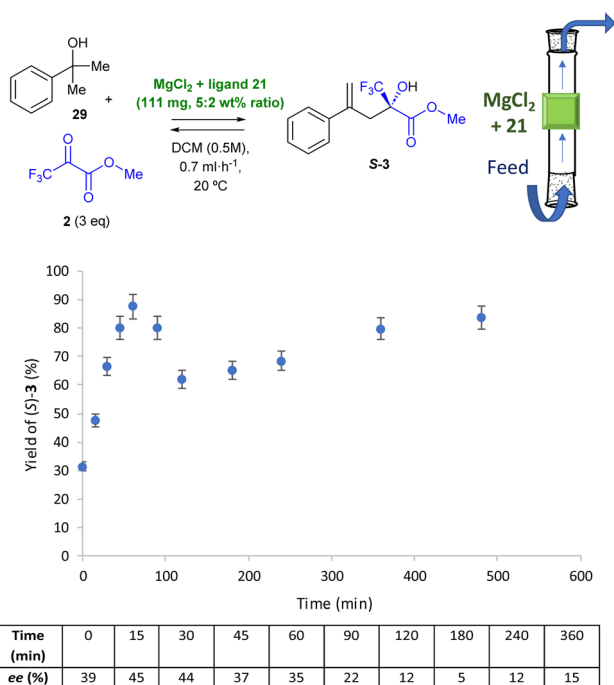 OH
Me
Me
29
+
MgCl₂ + ligand 21
(111 mg, 5:2 wt% ratio)
DCM (0.5M),
0.7 ml·h⁻¹,
20 ºC
O
F₃C
O
Me
O
2 (3 eq)
F₃C
OH
O
Me
O
S-3
MgCl₂
+ 21
Feed
Yield of (S)-3 (%)
100
90
80
70
60
50
40
30
20
10
0
0 100 200 300 400 500 600
Time (min)
Time (min) 0 15 30 45 60 90 120 180 240 360
ee (%) 39 45 44 37 35 22 12 5 12 15